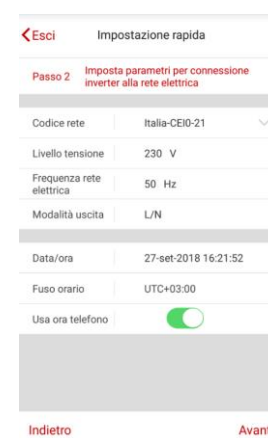 Esci Impostazione rapida
Passo 2 Imposta parametri per connessione
inverter alla rete elettrica
Codice rete Italia-CEI0-21
Livello tensione 230 V
Frequenza rete
elettrica 50 Hz
Modalità uscita L/N
Data/ora 27-set-2018 16:21:52
Fuso orario UTC+03:00
Usa ora telefono
Indietro Avant